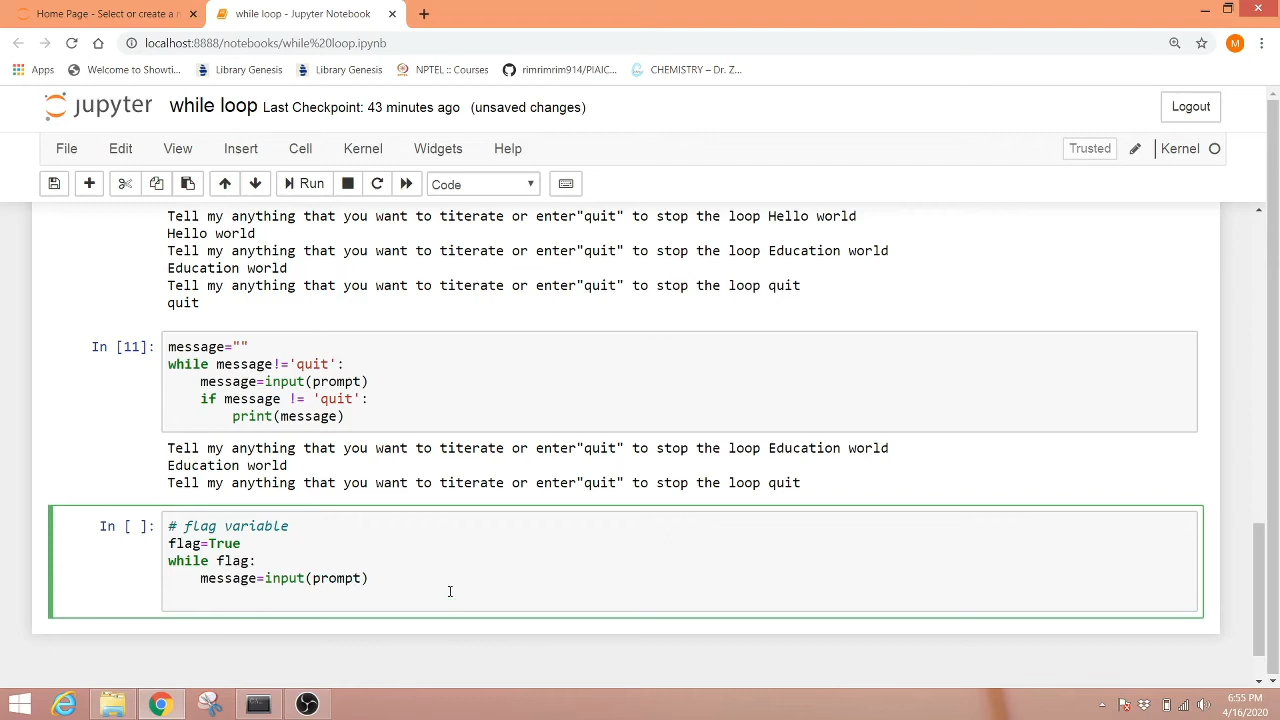 Home Page - Select or create a n
while loop - Jupyter Notebook
localhost:8888/notebooks/while%20loop.ipynb
M
Apps
Welcome to Showti...
Library Genesis
Library Genesis
NPTEL :: Courses
rimrimrim914/PIAIC...
CHEMISTRY – Dr. Z...
jupyter while loop Last Checkpoint: 43 minutes ago (unsaved changes)
Logout
File Edit View Insert Cell Kernel Widgets Help
Trusted
Kernel
Run
Code
Tell my anything that you want to titerate or enter"quit" to stop the loop Hello world
Hello world
Tell my anything that you want to titerate or enter"quit" to stop the loop Education world
Education world
Tell my anything that you want to titerate or enter"quit" to stop the loop quit
quit
In [11]:
message=""
while message!='quit':
    message=input(prompt)
    if message != 'quit':
        print(message)
Tell my anything that you want to titerate or enter"quit" to stop the loop Education world
Education world
Tell my anything that you want to titerate or enter"quit" to stop the loop quit
In [ ]:
# flag variable
flag=True
while flag:
    message=input(prompt)
6:55 PM
4/16/2020